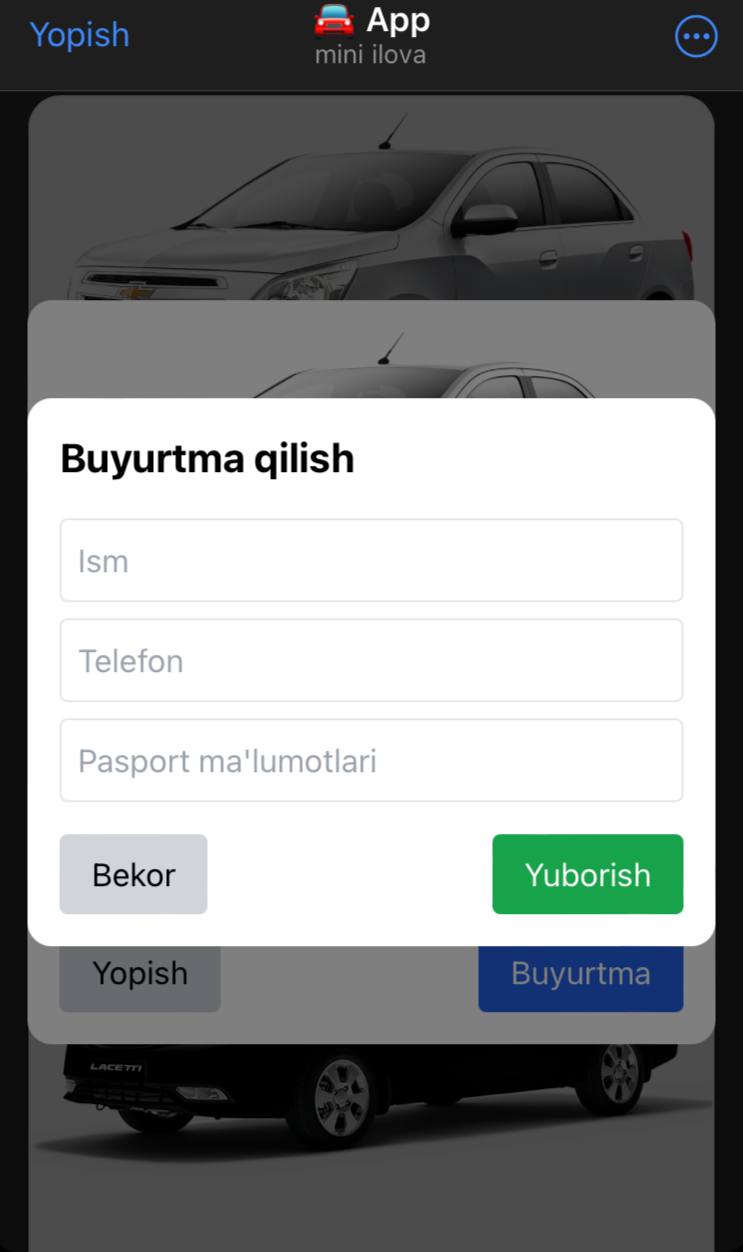 Yopish
🚘 App
mini ilova
Buyurtma qilish
Ism
Telefon
Pasport ma'lumotlari
Bekor
Yuborish
Yopish
Buyurtma
LACETTI